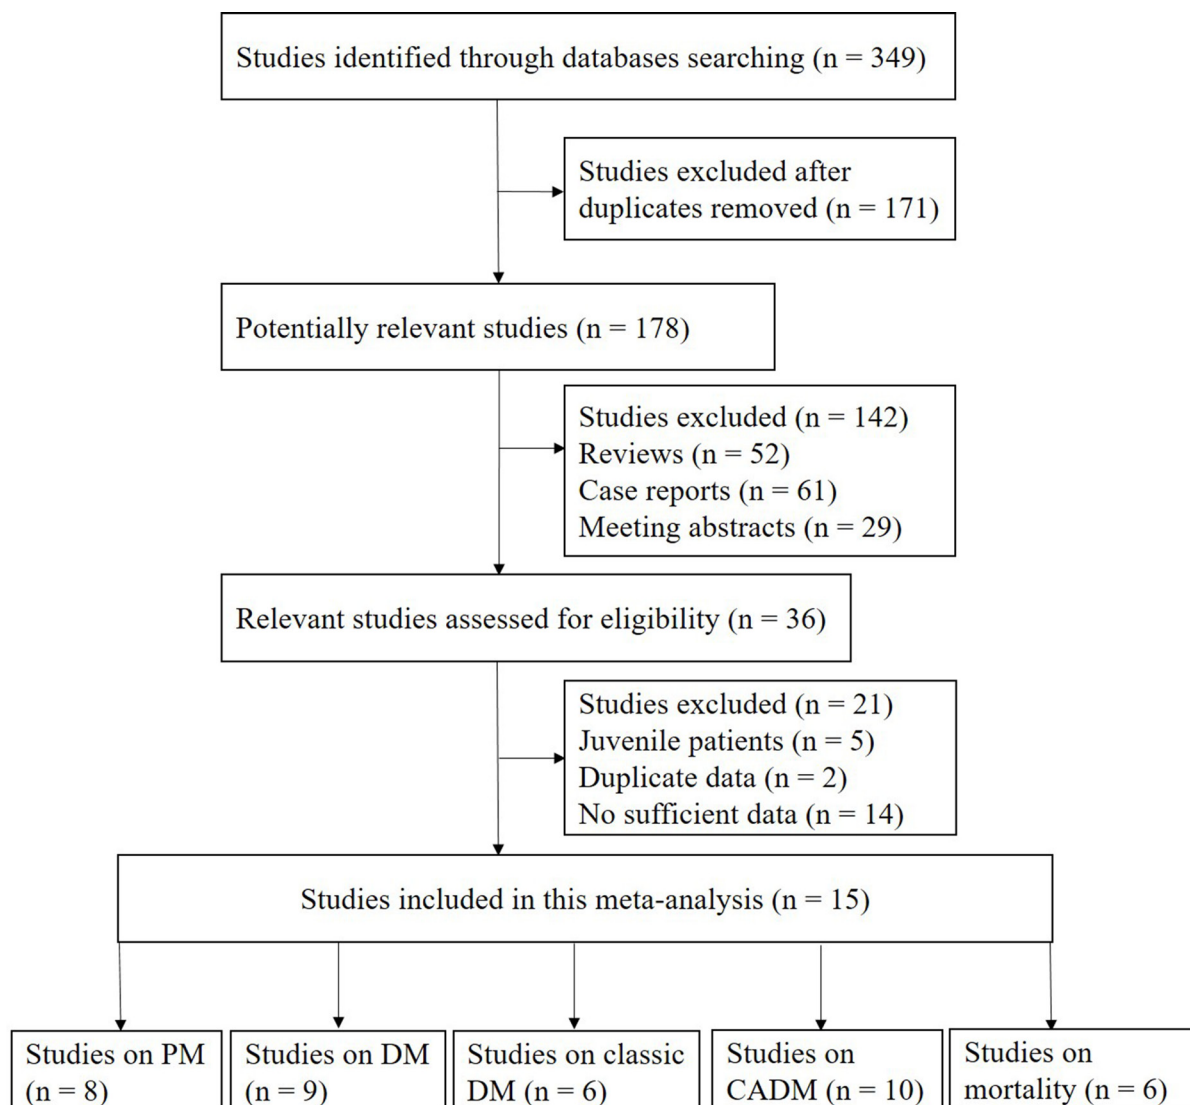 Studies identified through databases searching (n = 349)
Studies excluded after
duplicates removed (n = 171)
Potentially relevant studies (n = 178)
Studies excluded (n = 142)
Reviews (n = 52)
Case reports (n = 61)
Meeting abstracts (n = 29)
Relevant studies assessed for eligibility (n = 36)
Studies excluded (n = 21)
Juvenile patients (n = 5)
Duplicate data (n = 2)
No sufficient data (n = 14)
Studies included in this meta-analysis (n = 15)
Studies on PM
(n = 8)
Studies on DM
(n = 9)
Studies on classic
DM (n = 6)
Studies on
CADM (n = 10)
Studies on
mortality (n = 6)